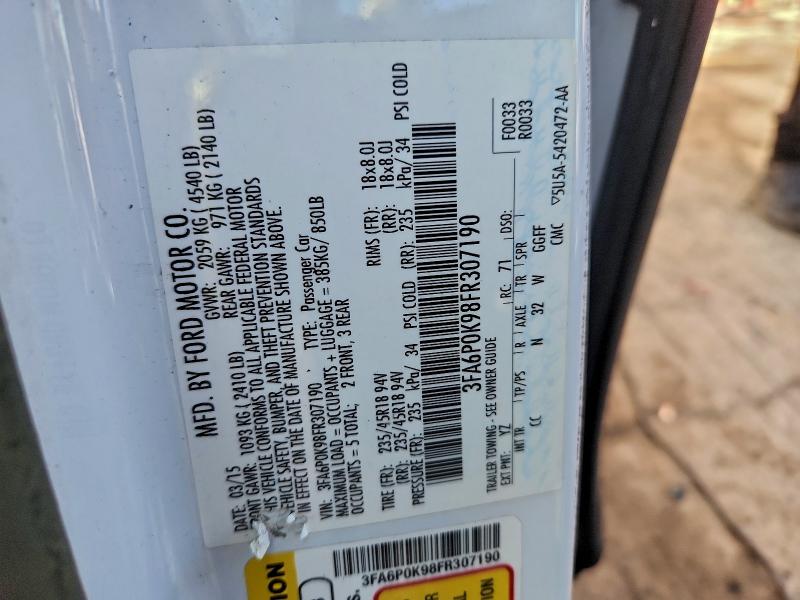 MFD. BY FORD MOTOR CO.
DATE: 03/15 GVWR: 2059 KG ( 4540 LB)
FRONT GAWR: 1093 KG ( 2410 LB) REAR GAWR: 971 KG ( 2140 LB)
THIS VEHICLE CONFORMS TO ALL APPLICABLE FEDERAL MOTOR
VEHICLE SAFETY, BUMPER, AND THEFT PREVENTION STANDARDS
IN EFFECT ON THE DATE OF MANUFACTURE SHOWN ABOVE.
VIN: 3FA6P0K98FR307190 TYPE: Passenger Car
MAXIMUM LOAD = OCCUPANTS + LUGGAGE = 385KG/ 850LB
OCCUPANTS = 5 TOTAL; 2 FRONT, 3 REAR
TIRE (FR): 235/45R18 94V RIMS (FR): 18x8.0J
(RR): 235/45R18 94V (RR): 18x8.0J
PRESSURE (FR): 235 kPa/ 34 PSI COLD (RR): 235 kPa/ 34 PSI COLD
3FA6P0K98FR307190
TRAILER TOWING - SEE OWNER GUIDE
F0033
R0033
EXT PNT: YZ RC: 71 DSO:
INT TR TP/PS R AXLE TR SPR
CC N 32 W GGFF
CMC ▽5U5A-5420472-AA
3FA6P0K98FR307190